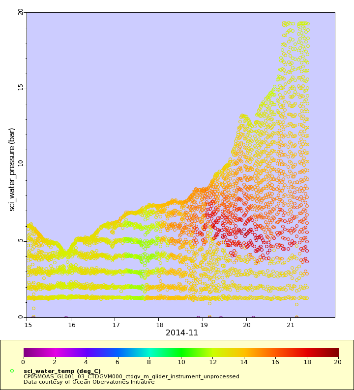 sci_water_pressure (bar)
20
15
10
5
0
15 16 17 18 19 20 21
2014-11
0 2 4 6 8 10 12 14 16 18 20
sci_water_temp (deg_C)
Data courtesy of Ocean Observatories Initiative